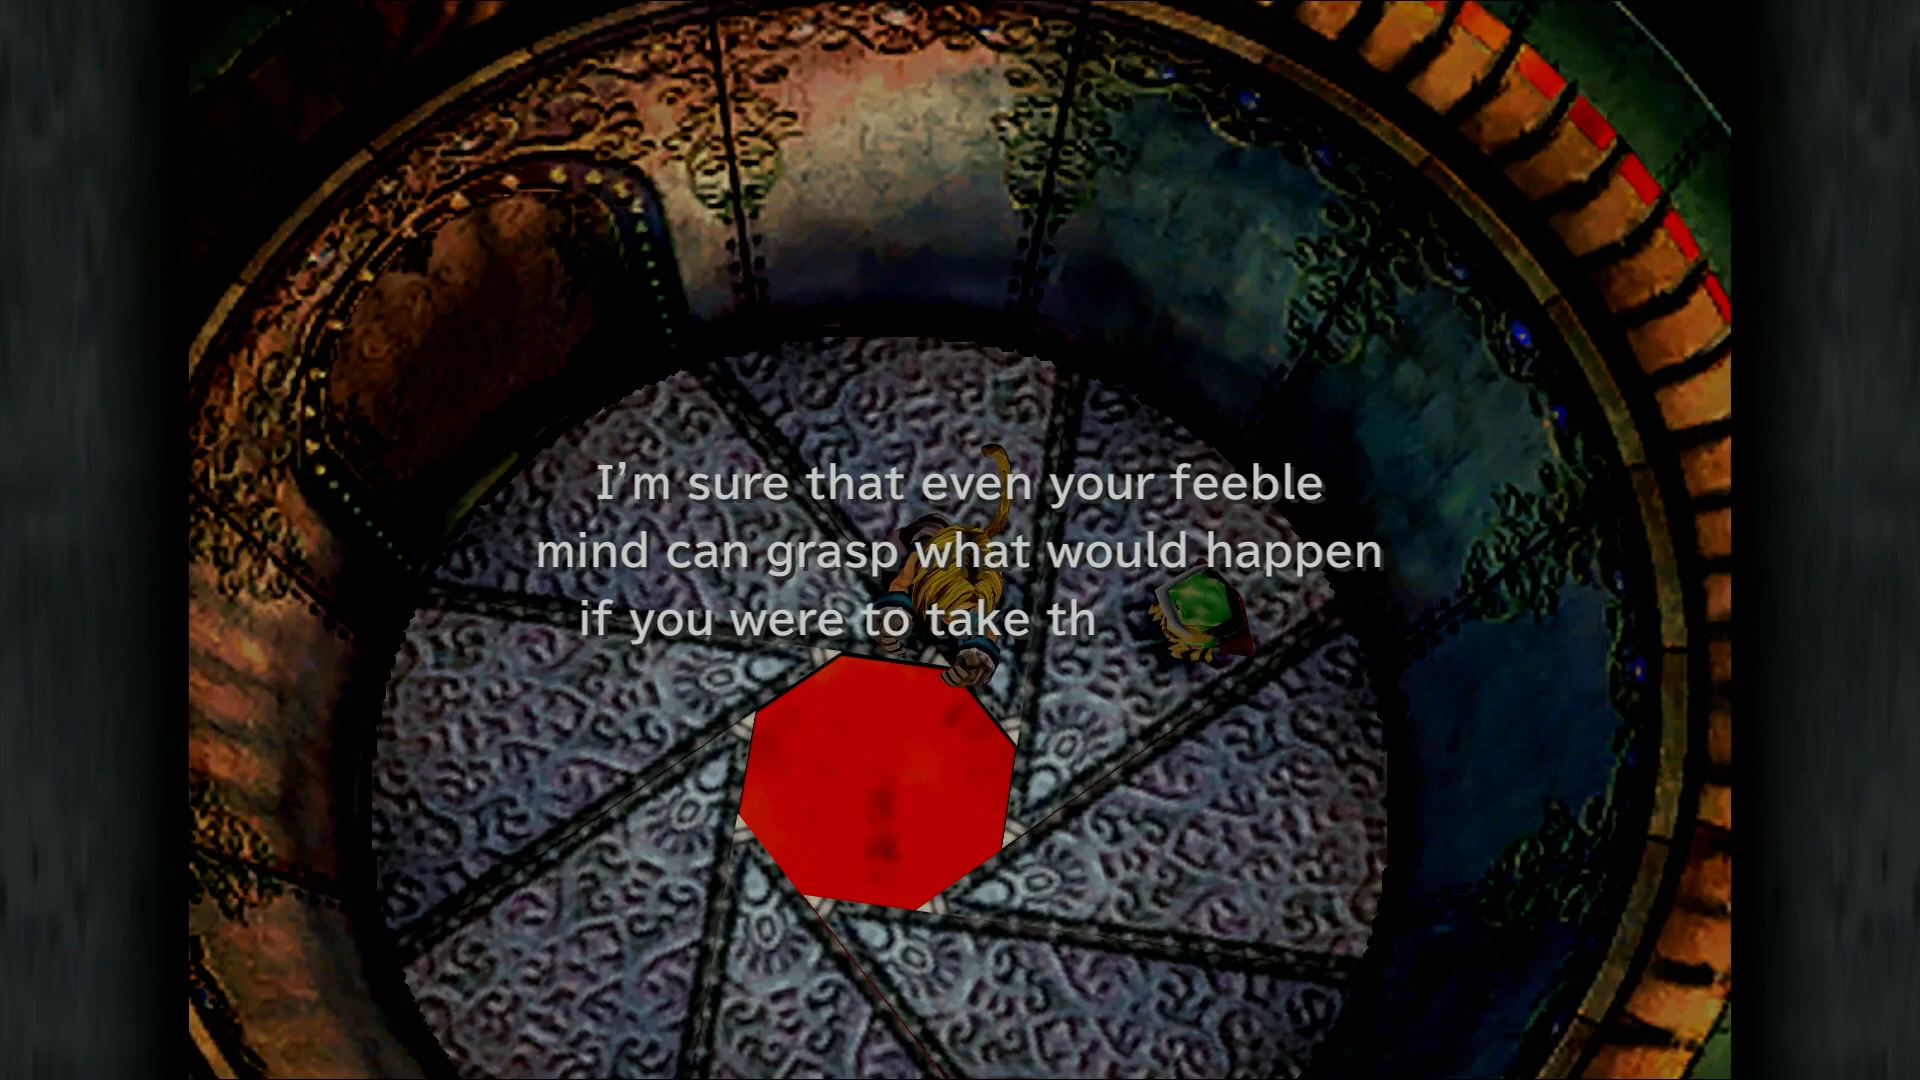 I'm sure that even your feeble
mind can grasp what would happen
if you were to take th